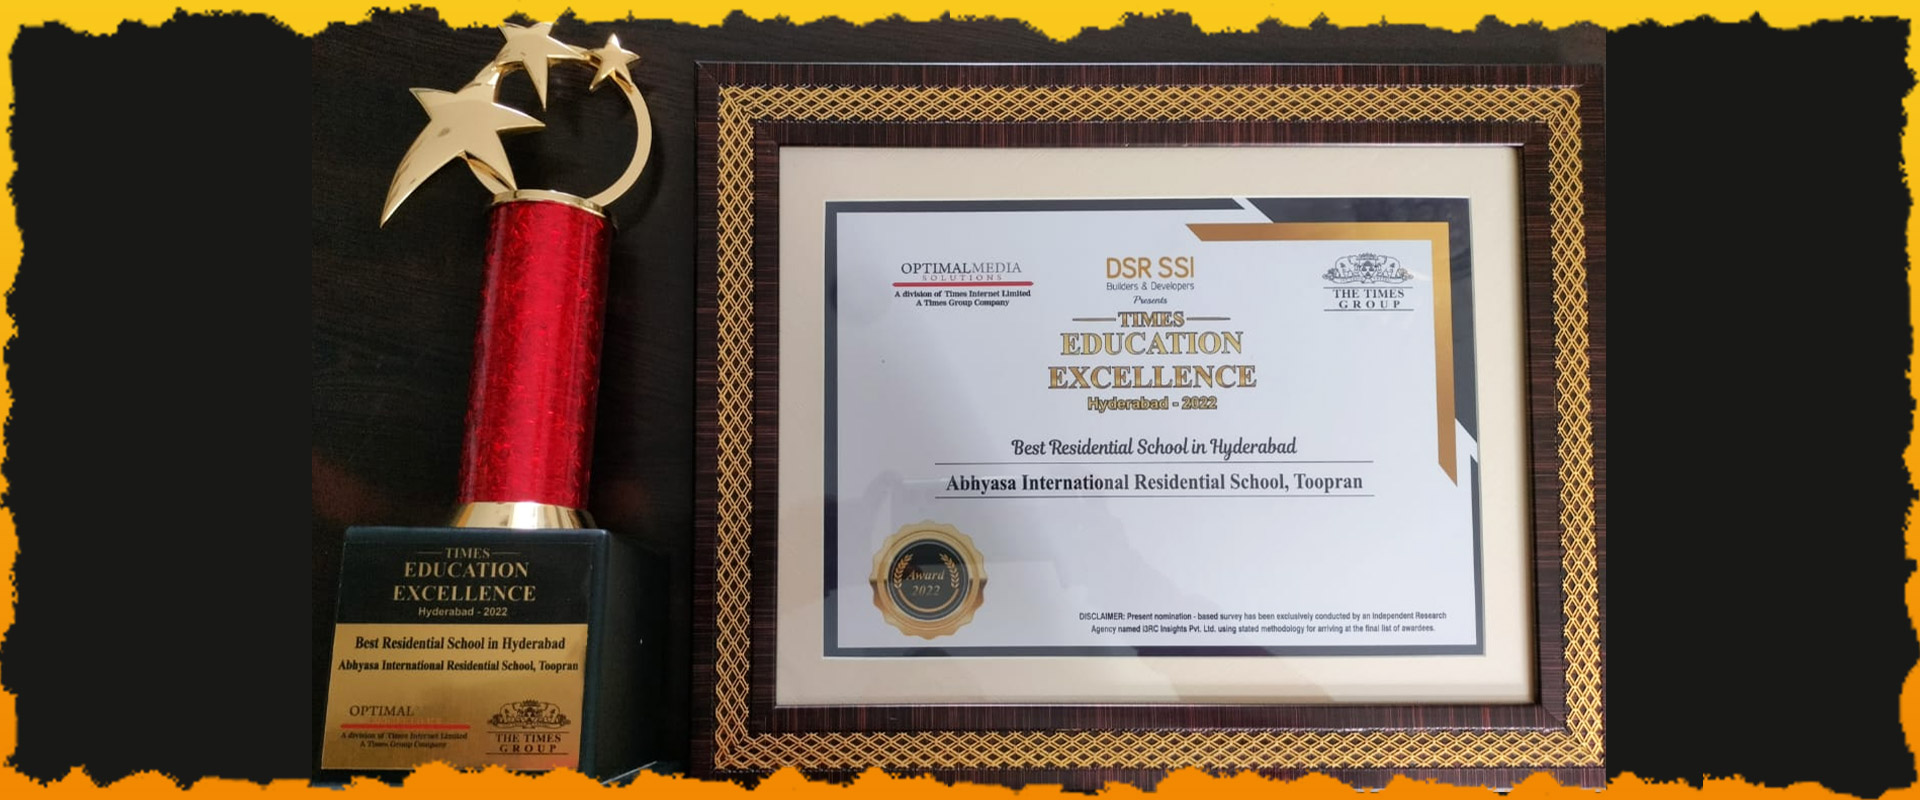 TIMES
EDUCATION
EXCELLENCE
Hyderabad - 2022
Best Residential School in Hyderabad
Abhyasa International Residential School, Toopran
OPTIMAL
A division of Times Internet Limited
A Times Group Company
THE TIMES
GROUP
OPTIMALMEDIA
SOLUTIONS
A division of Times Internet Limited
A Times Group Company
DSR SSI
Builders & Developers
Presents
THE TIMES
GROUP
TIMES
EDUCATION
EXCELLENCE
Hyderabad - 2022
Best Residential School in Hyderabad
Abhyasa International Residential School, Toopran
Award
2022
DISCLAIMER: Present nomination - based survey has been exclusively conducted by an Independent Research
Agency named i3RC Insights Pvt. Ltd. using stated methodology for arriving at the final list of awardees.